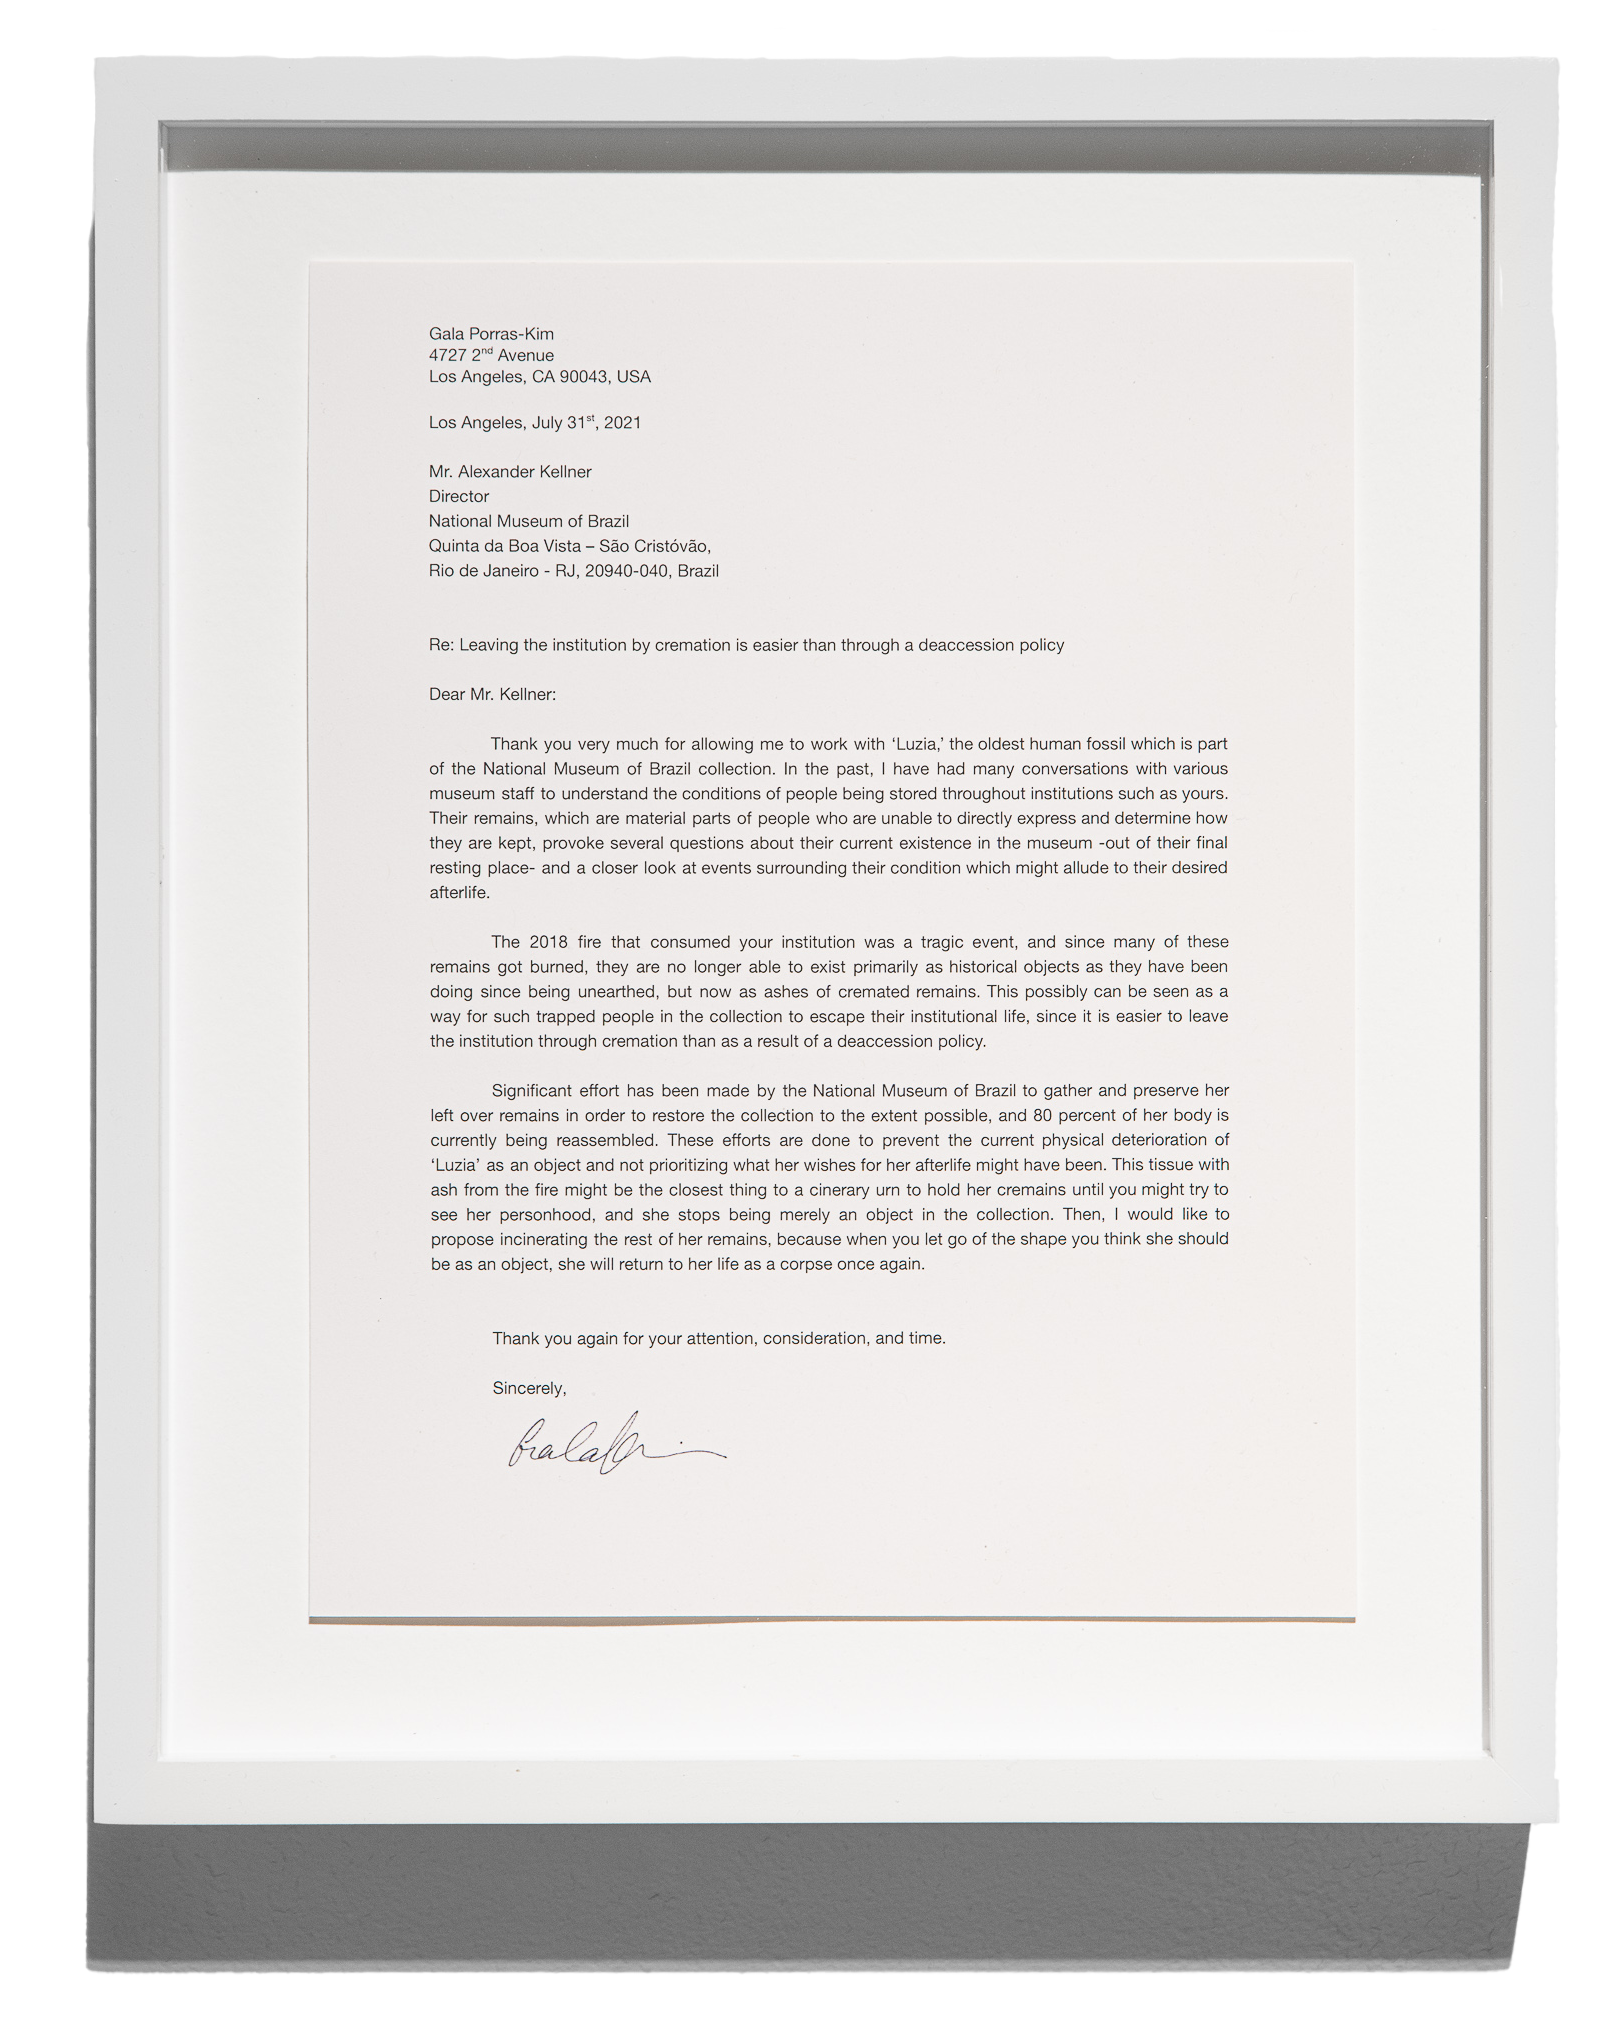 Gala Porras-Kim
4727 2nd Avenue
Los Angeles, CA 90043, USA
Los Angeles, July 31st, 2021
Mr. Alexander Kellner
Director
National Museum of Brazil
Quinta da Boa Vista – São Cristóvão,
Rio de Janeiro - RJ, 20940-040, Brazil
Re: Leaving the institution by cremation is easier than through a deaccession policy
Dear Mr. Kellner:
Thank you very much for allowing me to work with ‘Luzia,’ the oldest human fossil which is part
of the National Museum of Brazil collection. In the past, I have had many conversations with various
museum staff to understand the conditions of people being stored throughout institutions such as yours.
Their remains, which are material parts of people who are unable to directly express and determine how
they are kept, provoke several questions about their current existence in the museum -out of their final
resting place- and a closer look at events surrounding their condition which might allude to their desired
afterlife.
The 2018 fire that consumed your institution was a tragic event, and since many of these
remains got burned, they are no longer able to exist primarily as historical objects as they have been
doing since being unearthed, but now as ashes of cremated remains. This possibly can be seen as a
way for such trapped people in the collection to escape their institutional life, since it is easier to leave
the institution through cremation than as a result of a deaccession policy.
Significant effort has been made by the National Museum of Brazil to gather and preserve her
left over remains in order to restore the collection to the extent possible, and 80 percent of her body is
currently being reassembled. These efforts are done to prevent the current physical deterioration of
‘Luzia’ as an object and not prioritizing what her wishes for her afterlife might have been. This tissue with
ash from the fire might be the closest thing to a cinerary urn to hold her cremains until you might try to
see her personhood, and she stops being merely an object in the collection. Then, I would like to
propose incinerating the rest of her remains, because when you let go of the shape you think she should
be as an object, she will return to her life as a corpse once again.
Thank you again for your attention, consideration, and time.
Sincerely,